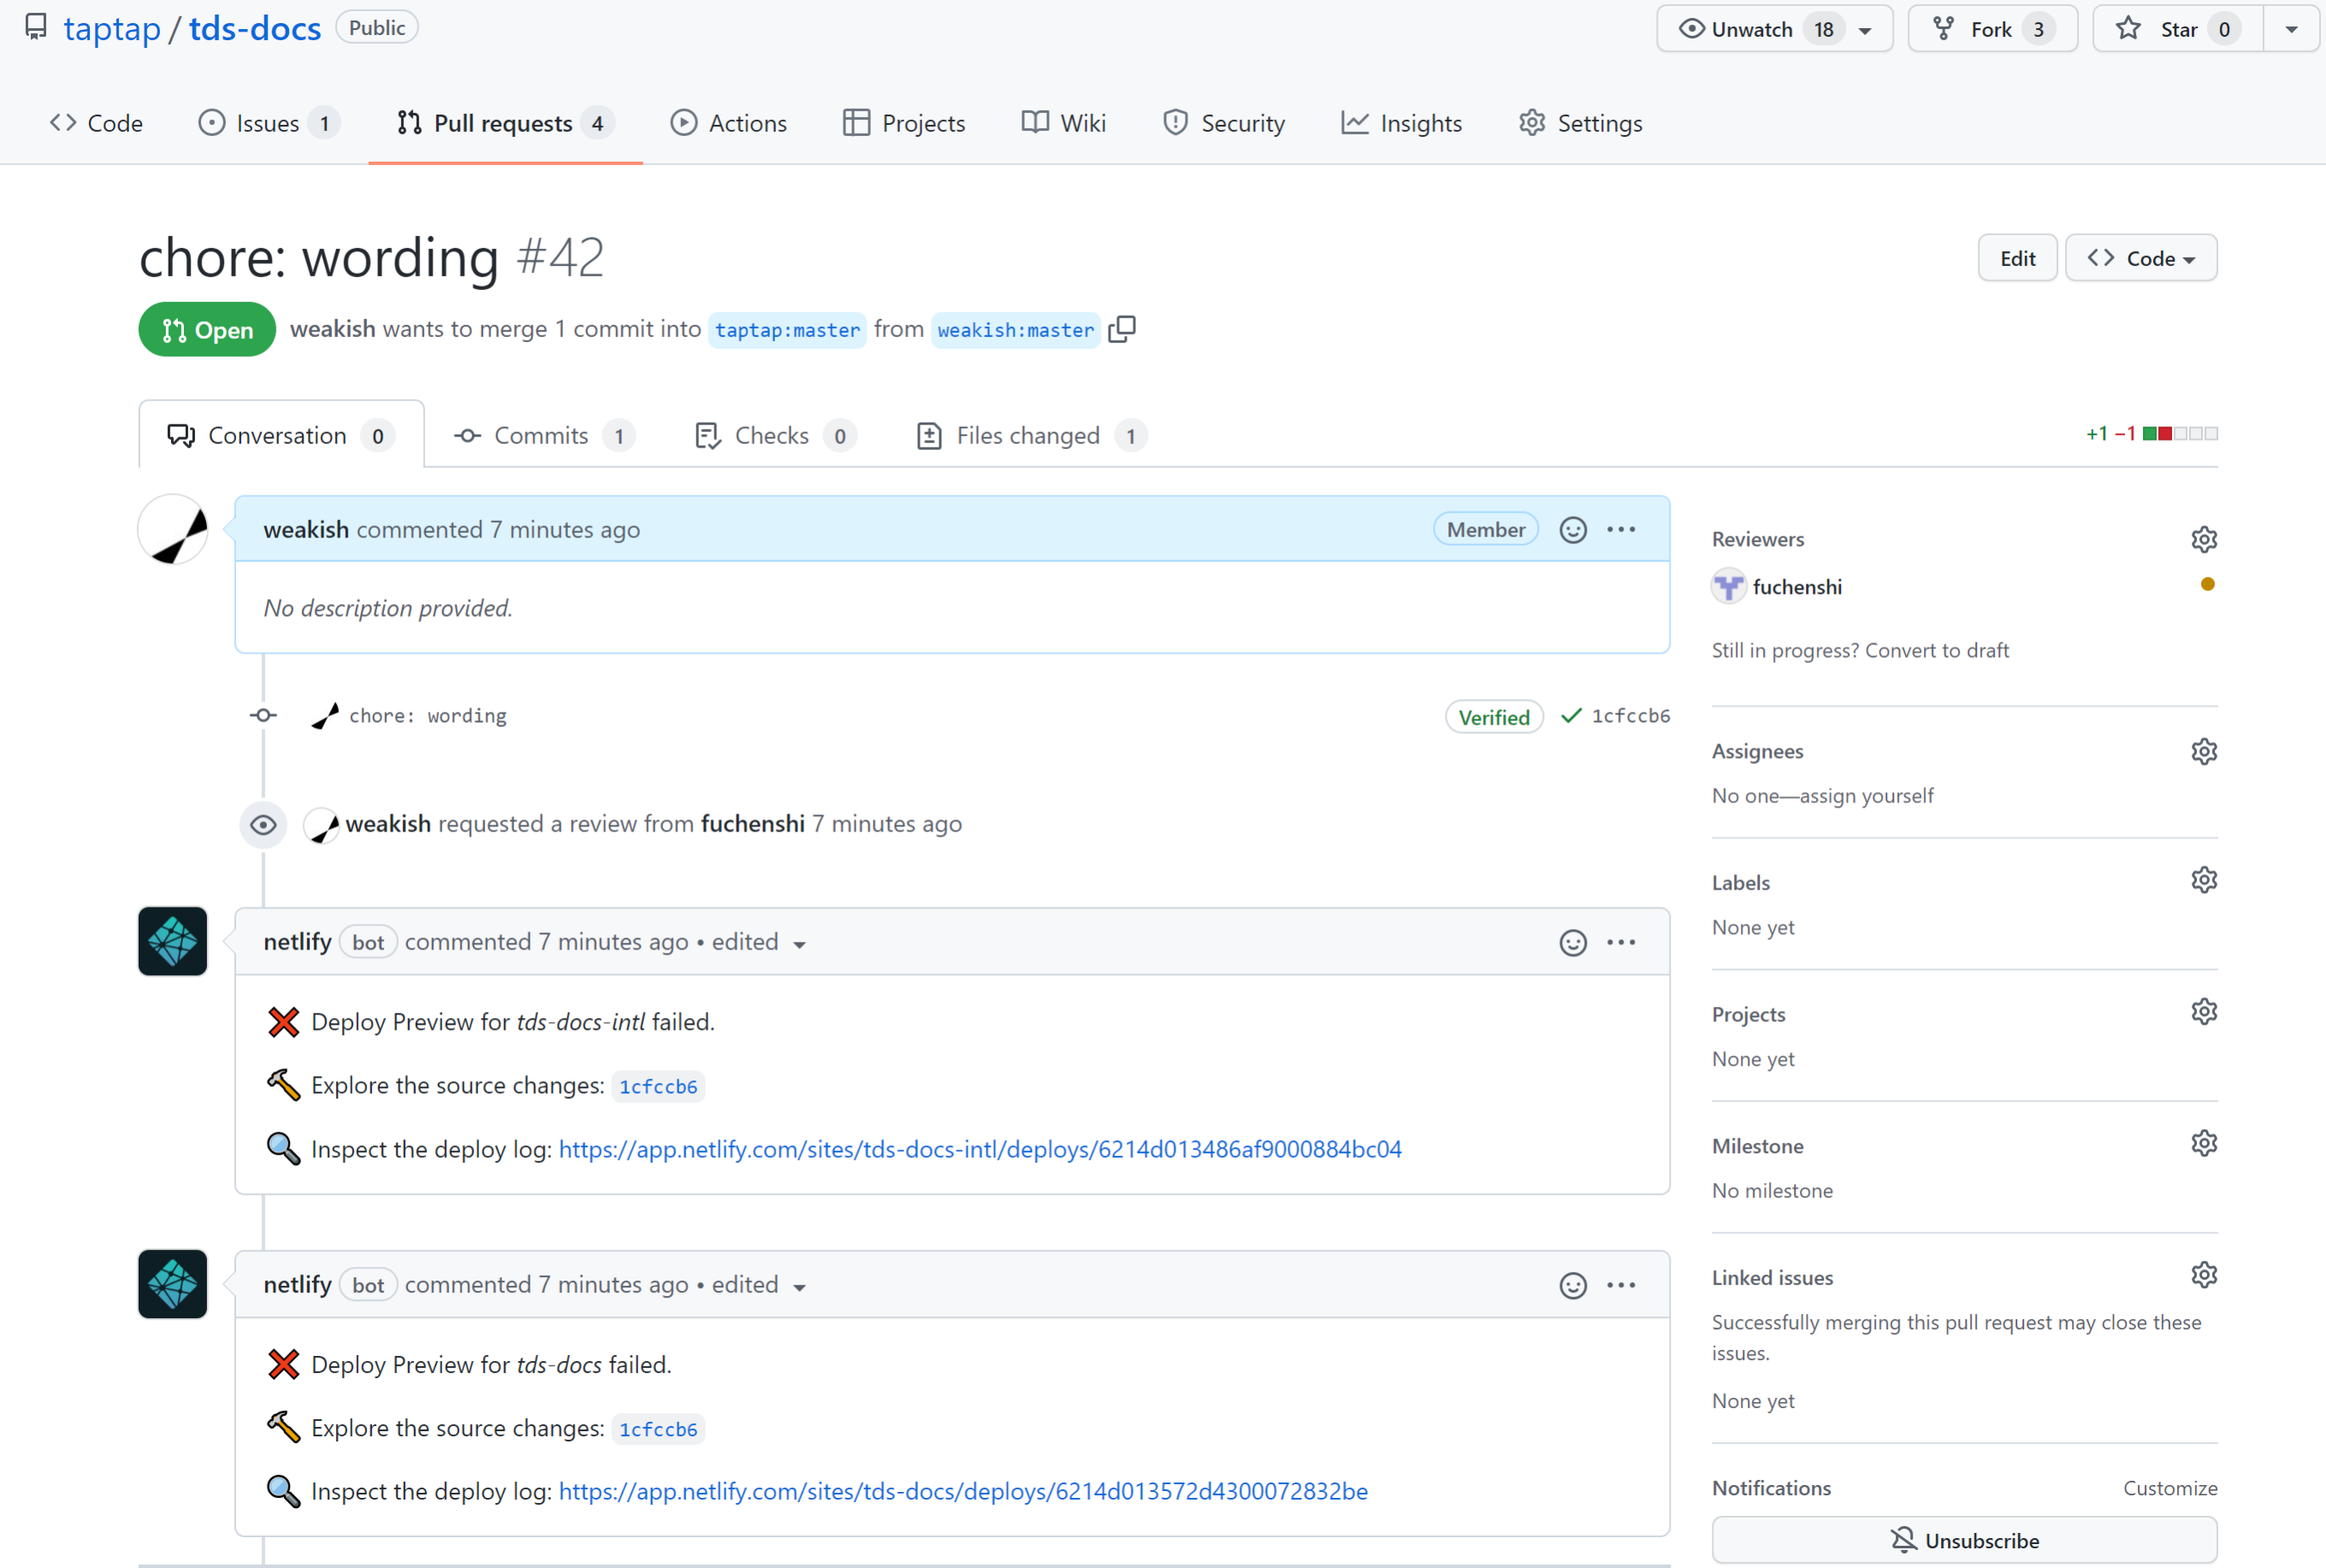 taptap / tds-docs Public
Unwatch 18
Fork 3
Star 0
Code
Issues 1
Pull requests 4
Actions
Projects
Wiki
Security
Insights
Settings
chore: wording #42
Edit
Code
Open
weakish wants to merge 1 commit into taptap:master from weakish:master
Conversation 0
Commits 1
Checks 0
Files changed 1
+1 −1
weakish commented 7 minutes ago
Member
No description provided.
chore: wording
Verified
1cfccb6
weakish requested a review from fuchenshi 7 minutes ago
netlify bot commented 7 minutes ago • edited
Deploy Preview for tds-docs-intl failed.
Explore the source changes: 1cfccb6
Inspect the deploy log: https://app.netlify.com/sites/tds-docs-intl/deploys/6214d013486af9000884bc04
netlify bot commented 7 minutes ago • edited
Deploy Preview for tds-docs failed.
Explore the source changes: 1cfccb6
Inspect the deploy log: https://app.netlify.com/sites/tds-docs/deploys/6214d013572d4300072832be
Reviewers
fuchenshi
Still in progress? Convert to draft
Assignees
No one—assign yourself
Labels
None yet
Projects
None yet
Milestone
No milestone
Linked issues
Successfully merging this pull request may close these
issues.
None yet
Notifications
Customize
Unsubscribe